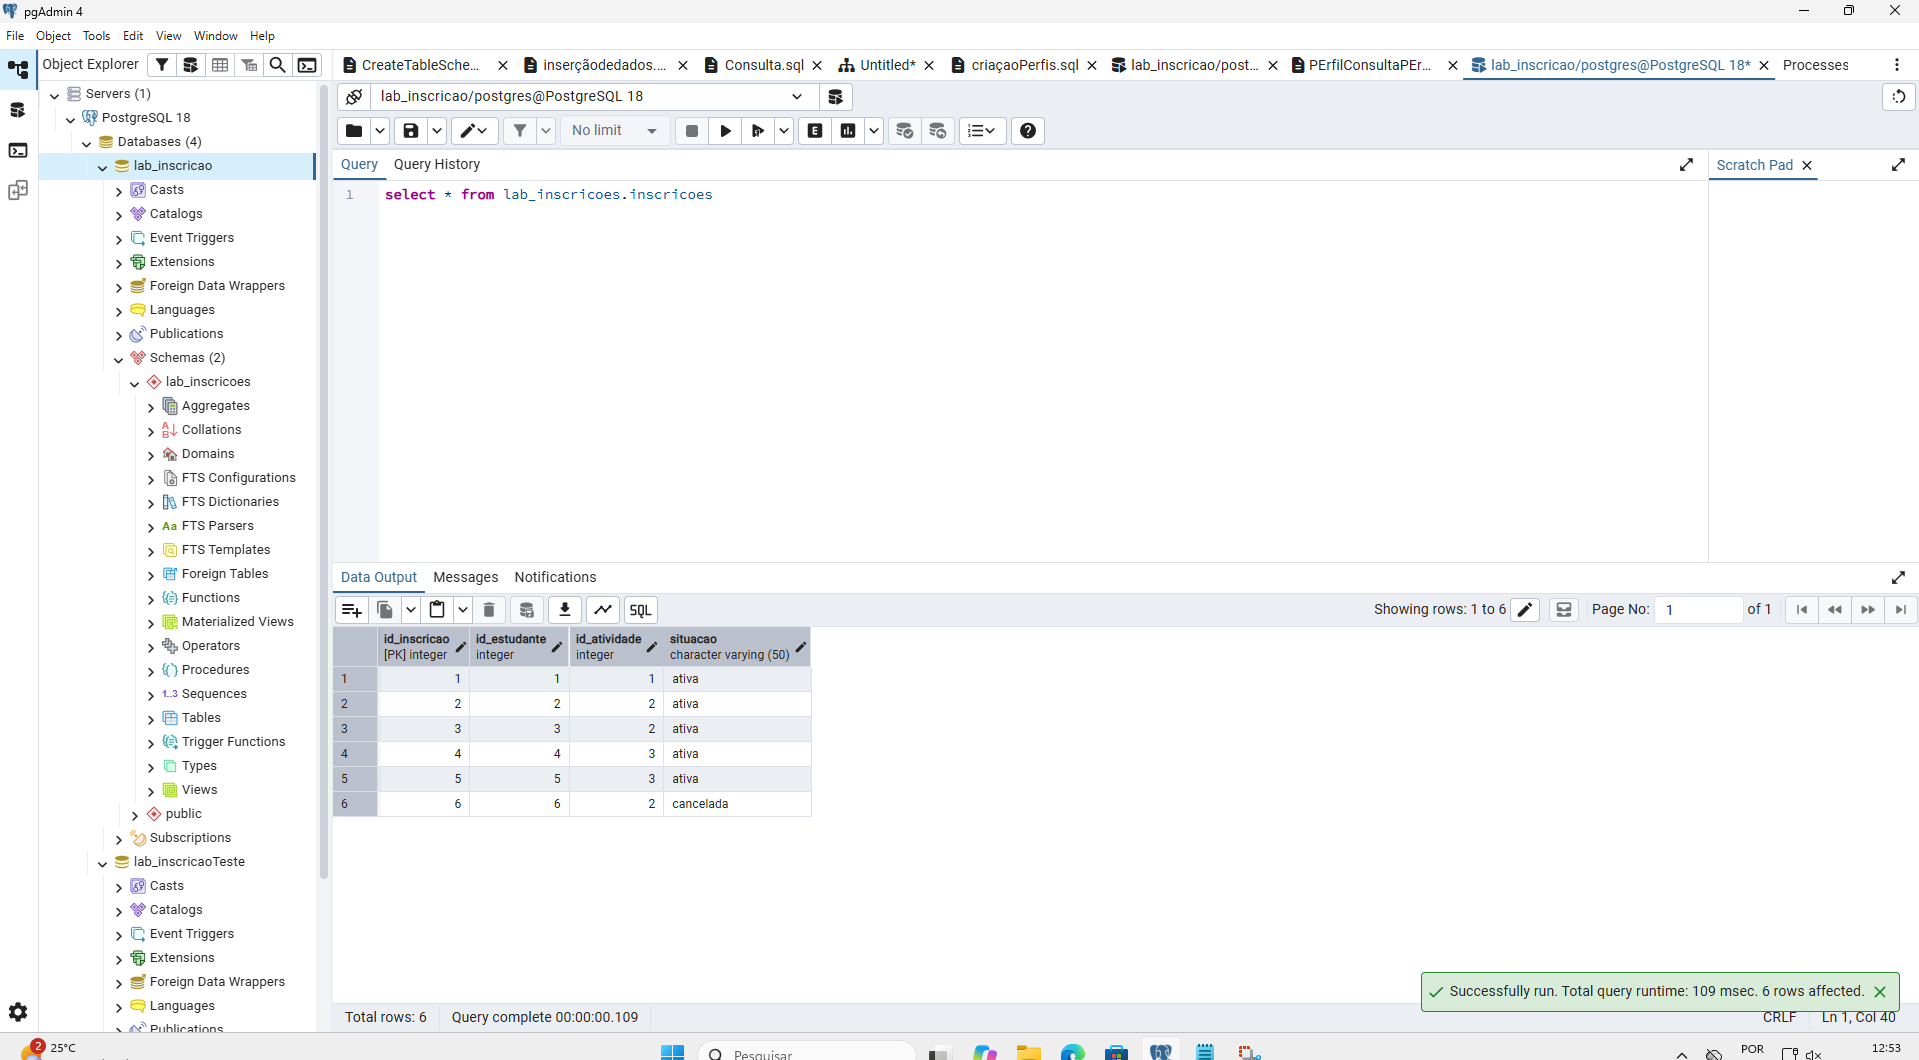 pgAdmin 4
File Object Tools Edit View Window Help
Object Explorer
CreateTableSche... inserçãodedados.... Consulta.sql Untitled* criaçaoPerfis.sql lab_inscricao/post... PErfilConsultaPEr... lab_inscricao/postgres@PostgreSQL 18* Processes
Servers (1)
PostgreSQL 18
Databases (4)
lab_inscricao
Casts
Catalogs
Event Triggers
Extensions
Foreign Data Wrappers
Languages
Publications
Schemas (2)
lab_inscricoes
Aggregates
Collations
Domains
FTS Configurations
FTS Dictionaries
Aa FTS Parsers
FTS Templates
Foreign Tables
Functions
Materialized Views
Operators
Procedures
1..3 Sequences
Tables
Trigger Functions
Types
Views
public
Subscriptions
lab_inscricaoTeste
Casts
Catalogs
Event Triggers
Extensions
Foreign Data Wrappers
Languages
Publications
lab_inscricao/postgres@PostgreSQL 18
No limit
E
Query Query History
Scratch Pad
1 select * from lab_inscricoes.inscricoes
Data Output Messages Notifications
SQL
Showing rows: 1 to 6
Page No: 1 of 1
id_inscricao [PK] integer
id_estudante integer
id_atividade integer
situacao character varying (50)
1 1 1 1 ativa
2 2 2 2 ativa
3 3 3 2 ativa
4 4 4 3 ativa
5 5 5 3 ativa
6 6 6 2 cancelada
Successfully run. Total query runtime: 109 msec. 6 rows affected.
Total rows: 6 Query complete 00:00:00.109
CRLF Ln 1, Col 40
2
25°C
Pesquisar
POR
12:53